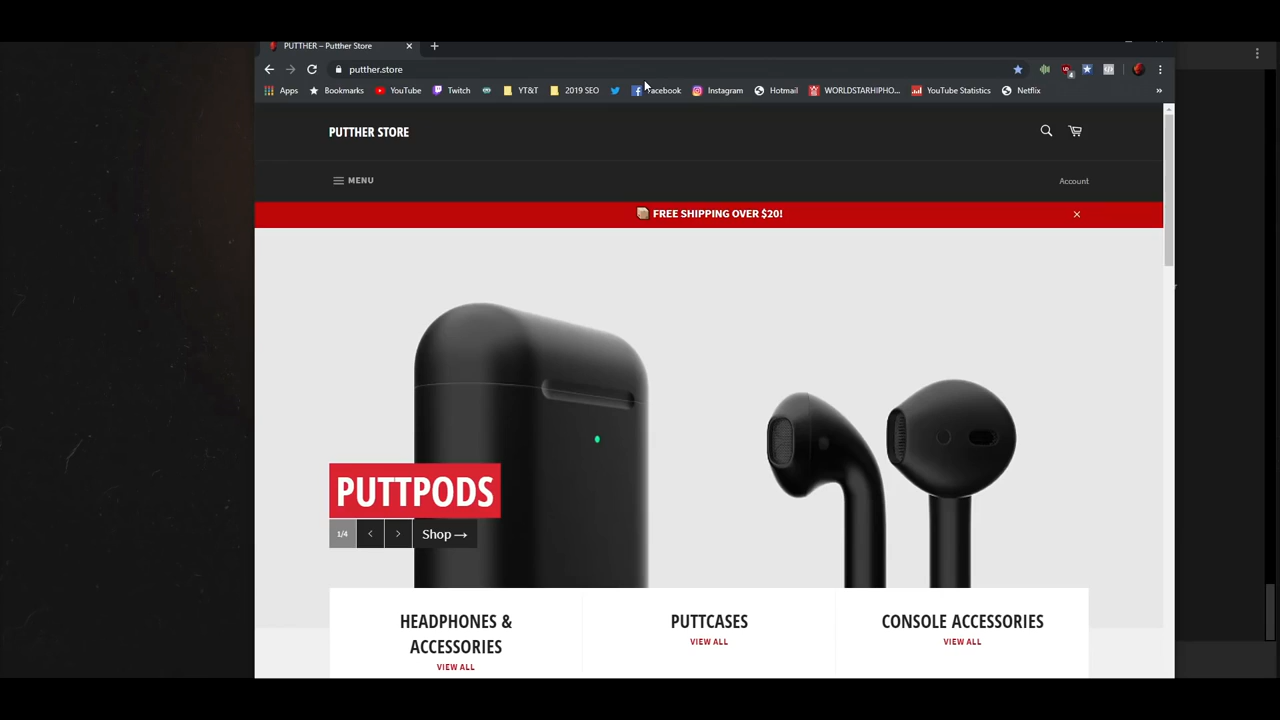 PUTTHER – Putther Store
putther.store
Apps Bookmarks YouTube Twitch YT&T 2019 SEO Facebook Instagram Hotmail WORLDSTARHIPHO... YouTube Statistics Netflix »
PUTTHER STORE
MENU
Account
FREE SHIPPING OVER $20!
PUTTPODS
1/4 < > Shop →
HEADPHONES &
ACCESSORIES
VIEW ALL
PUTTCASES
VIEW ALL
CONSOLE ACCESSORIES
VIEW ALL